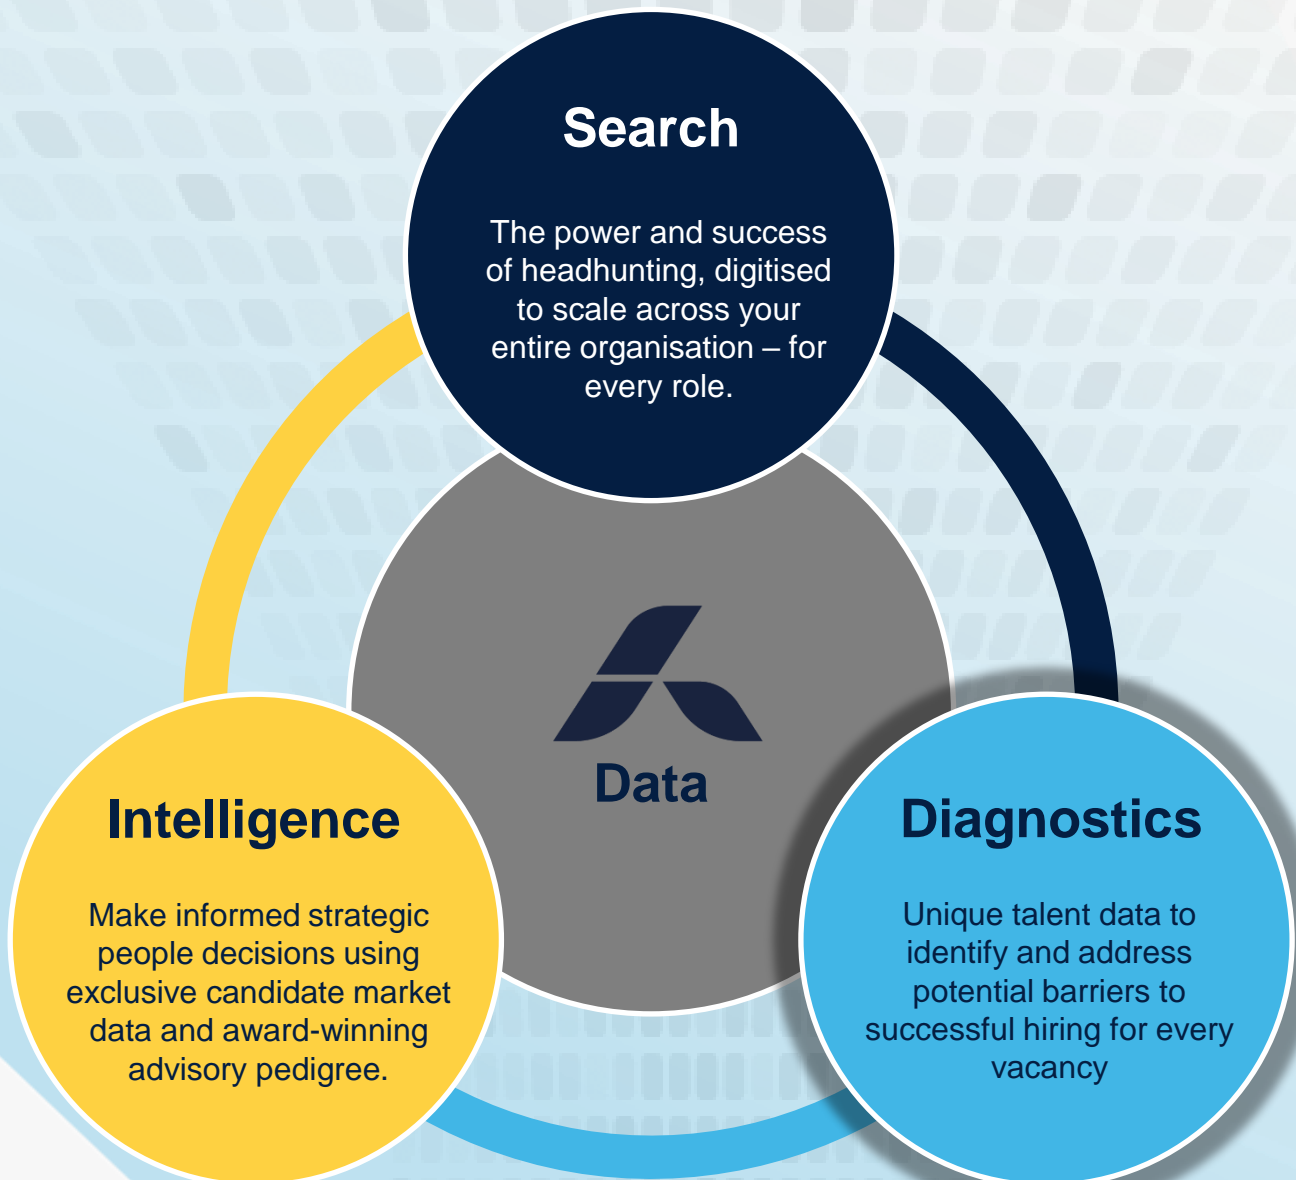 Search
The power and success
of headhunting, digitised
to scale across your
entire organisation – for
every role.
Data
Intelligence
Make informed strategic
people decisions using
exclusive candidate market
data and award-winning
advisory pedigree.
Diagnostics
Unique talent data to
identify and address
potential barriers to
successful hiring for every
vacancy